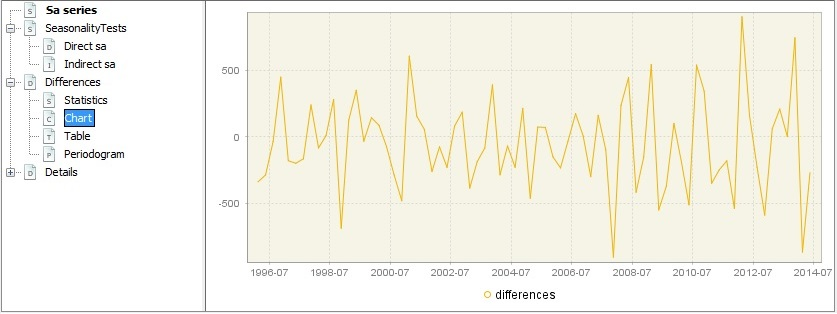 S Sa series
S SeasonalityTests
D Direct sa
I Indirect sa
D Differences
S Statistics
C Chart
T Table
P Periodogram
D Details
500
0
-500
1996-07 1998-07 2000-07 2002-07 2004-07 2006-07 2008-07 2010-07 2012-07 2014-07
differences